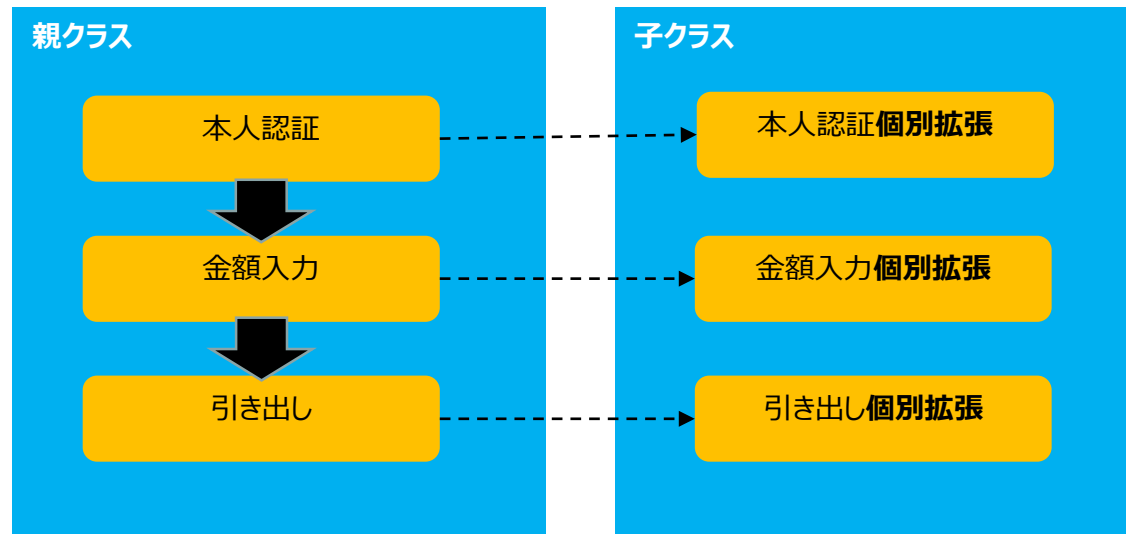 親クラス
本人認証
金額入力
引き出し
子クラス
本人認証個別拡張
金額入力個別拡張
引き出し個別拡張